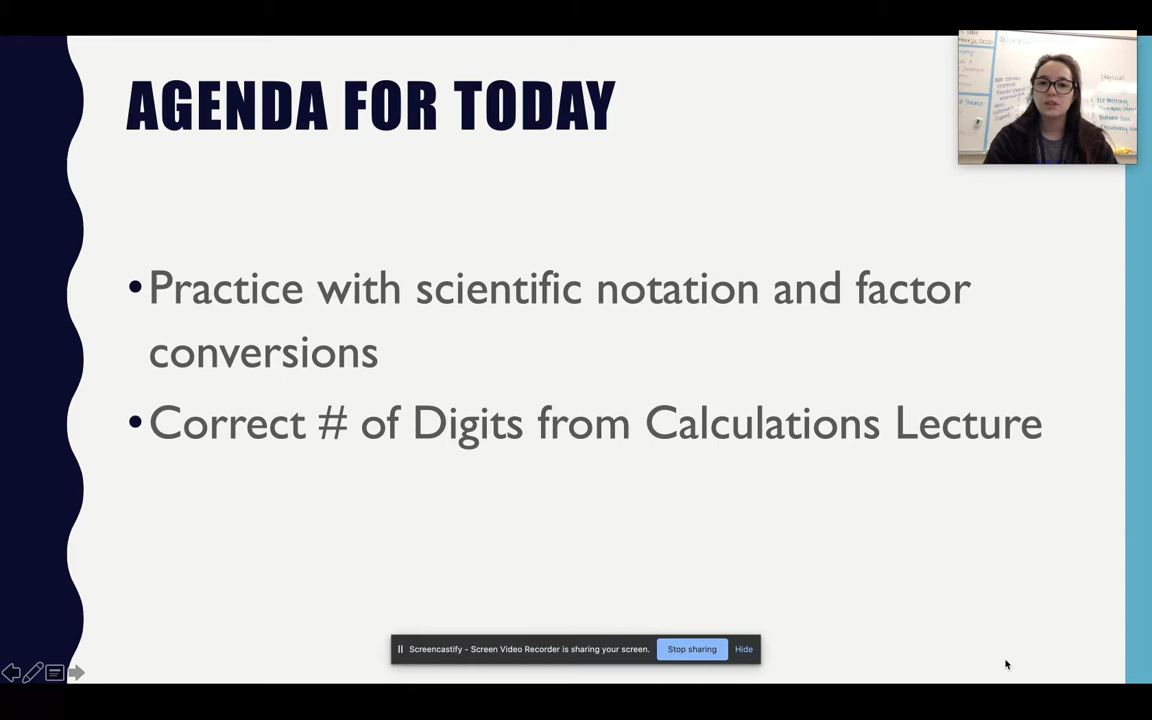 AGENDA FOR TODAY
physical
•Practice with scientific notation and factor
conversions
•Correct # of Digits from Calculations Lecture
Screencastify - Screen Video Recorder is sharing your screen.
Stop sharing
Hide